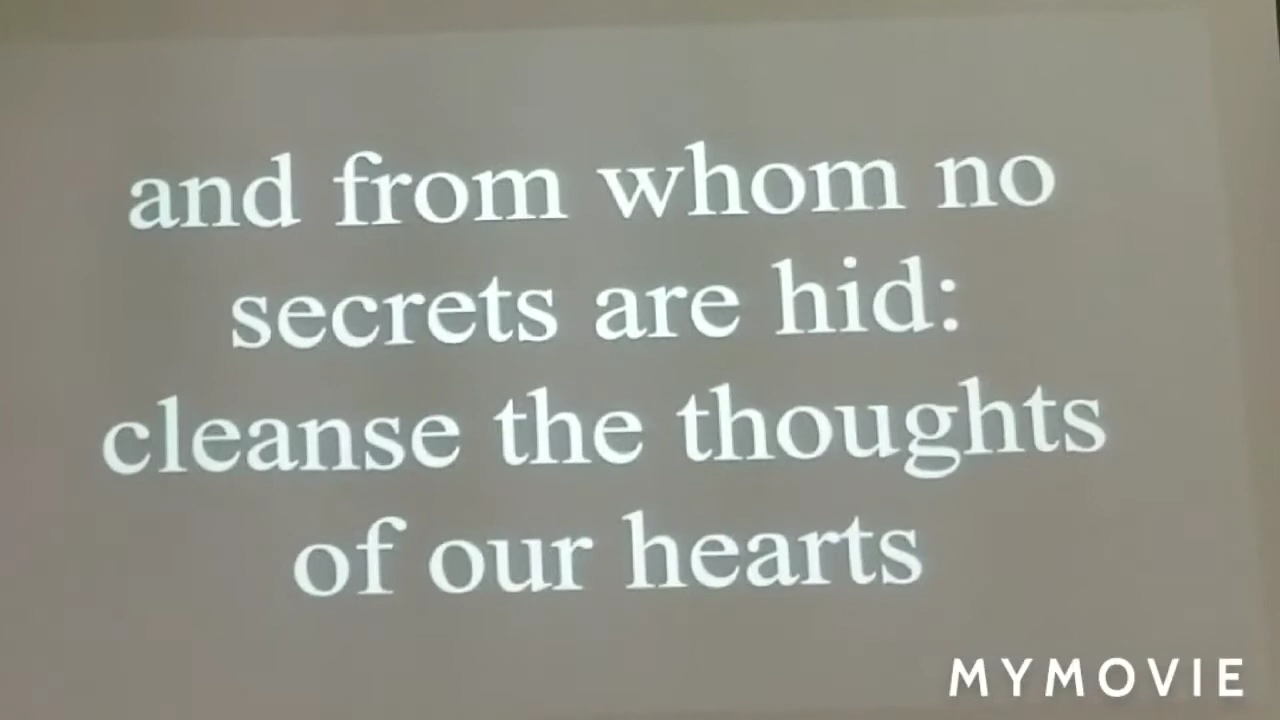 and from whom no
secrets are hid:
cleanse the thoughts
of our hearts
MYMOVIE